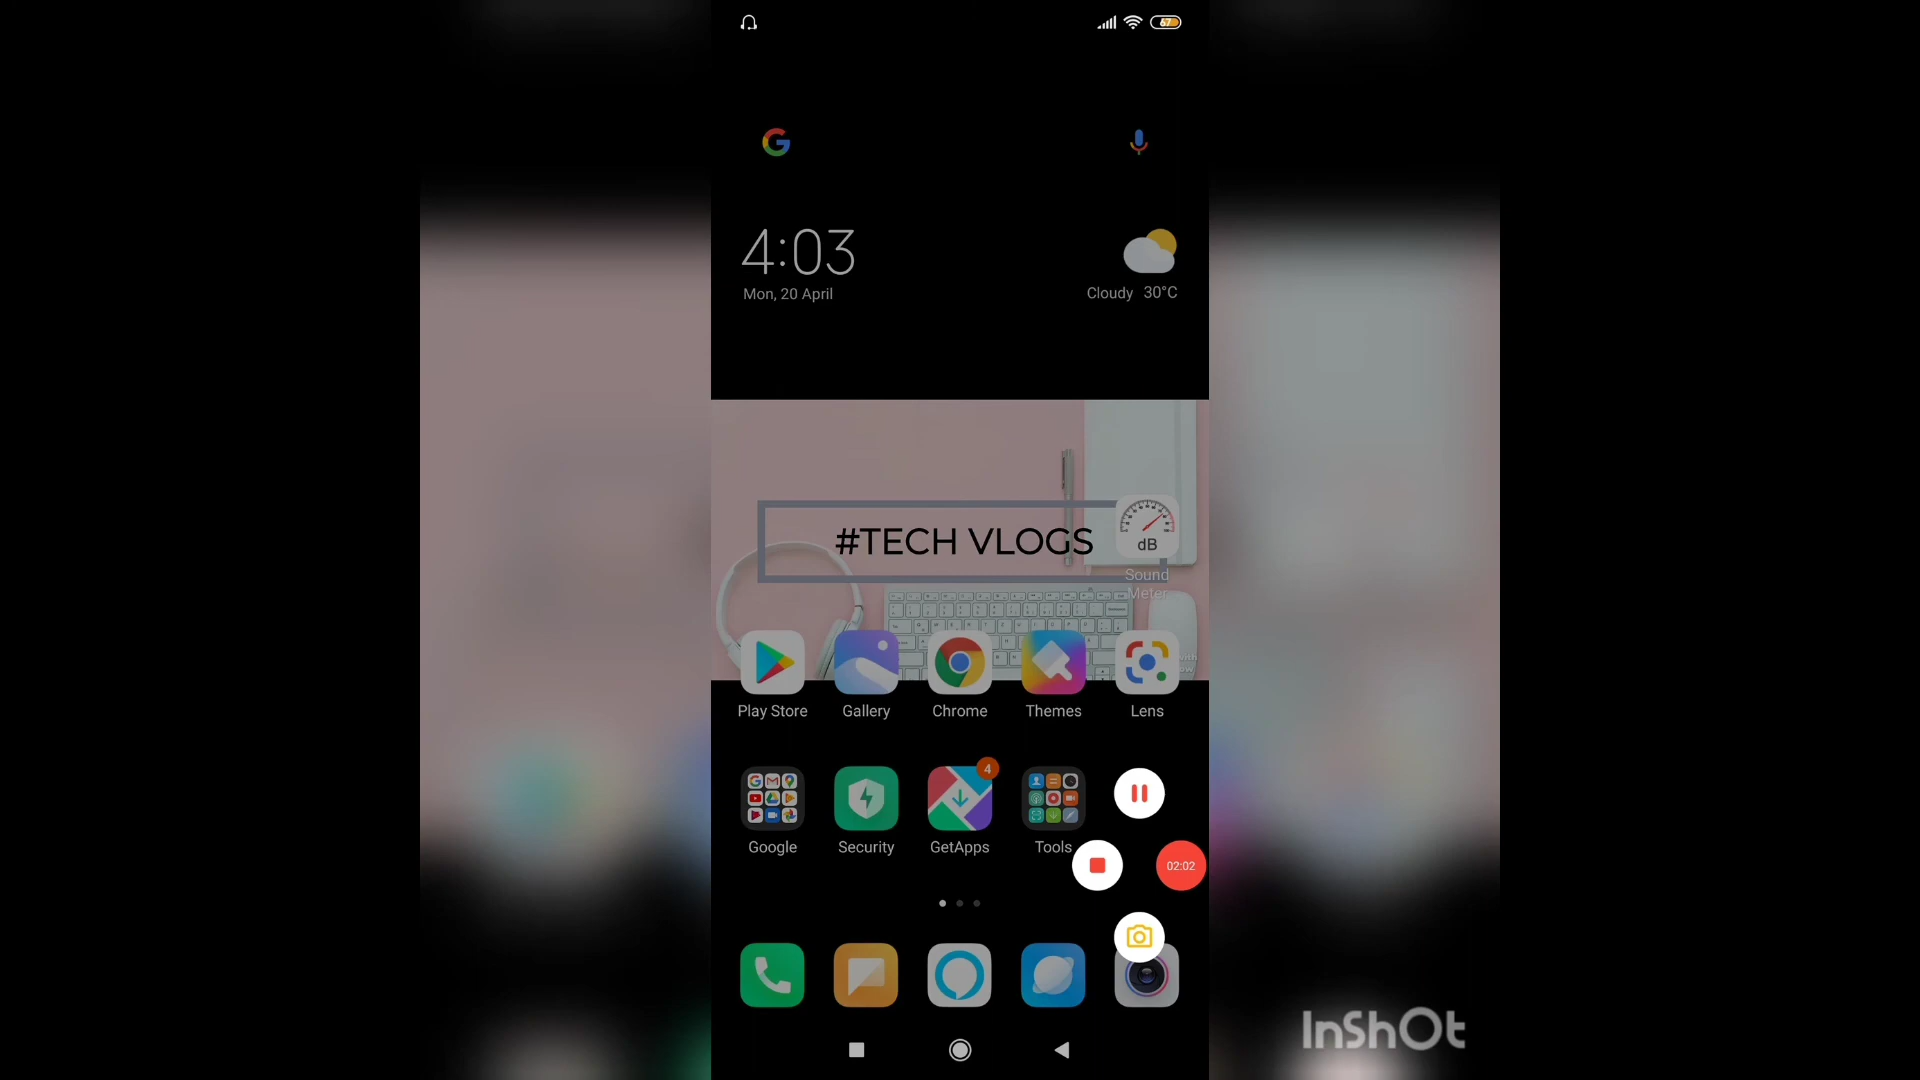 67
4:03
Mon, 20 April
Cloudy 30°C
#TECH VLOGS
dB
Sound
Meter
Play Store
Gallery
Chrome
Themes
Lens
4
Google
Security
GetApps
Tools
02:02
InShOt